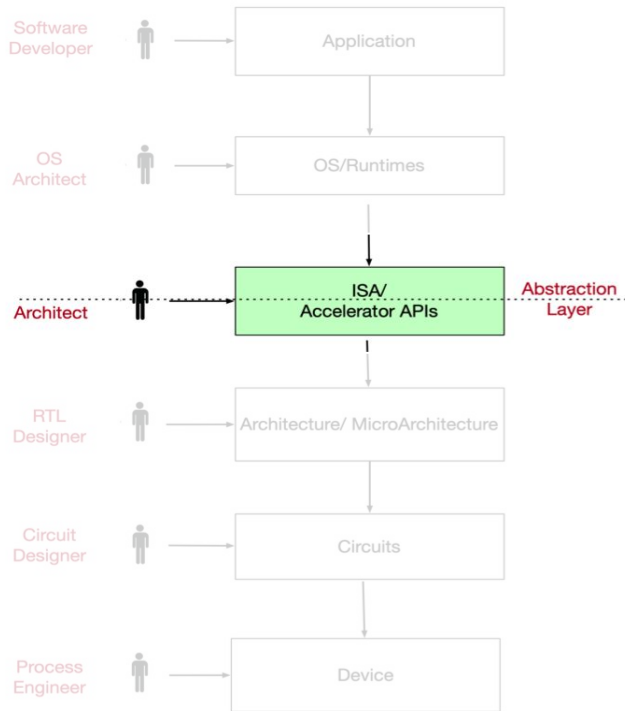 Software
Developer
Application
OS
Architect
OS/Runtimes
Architect
ISA/
Accelerator APIs
Abstraction
Layer
RTL
Designer
Architecture/ MicroArchitecture
Circuit
Designer
Circuits
Process
Engineer
Device